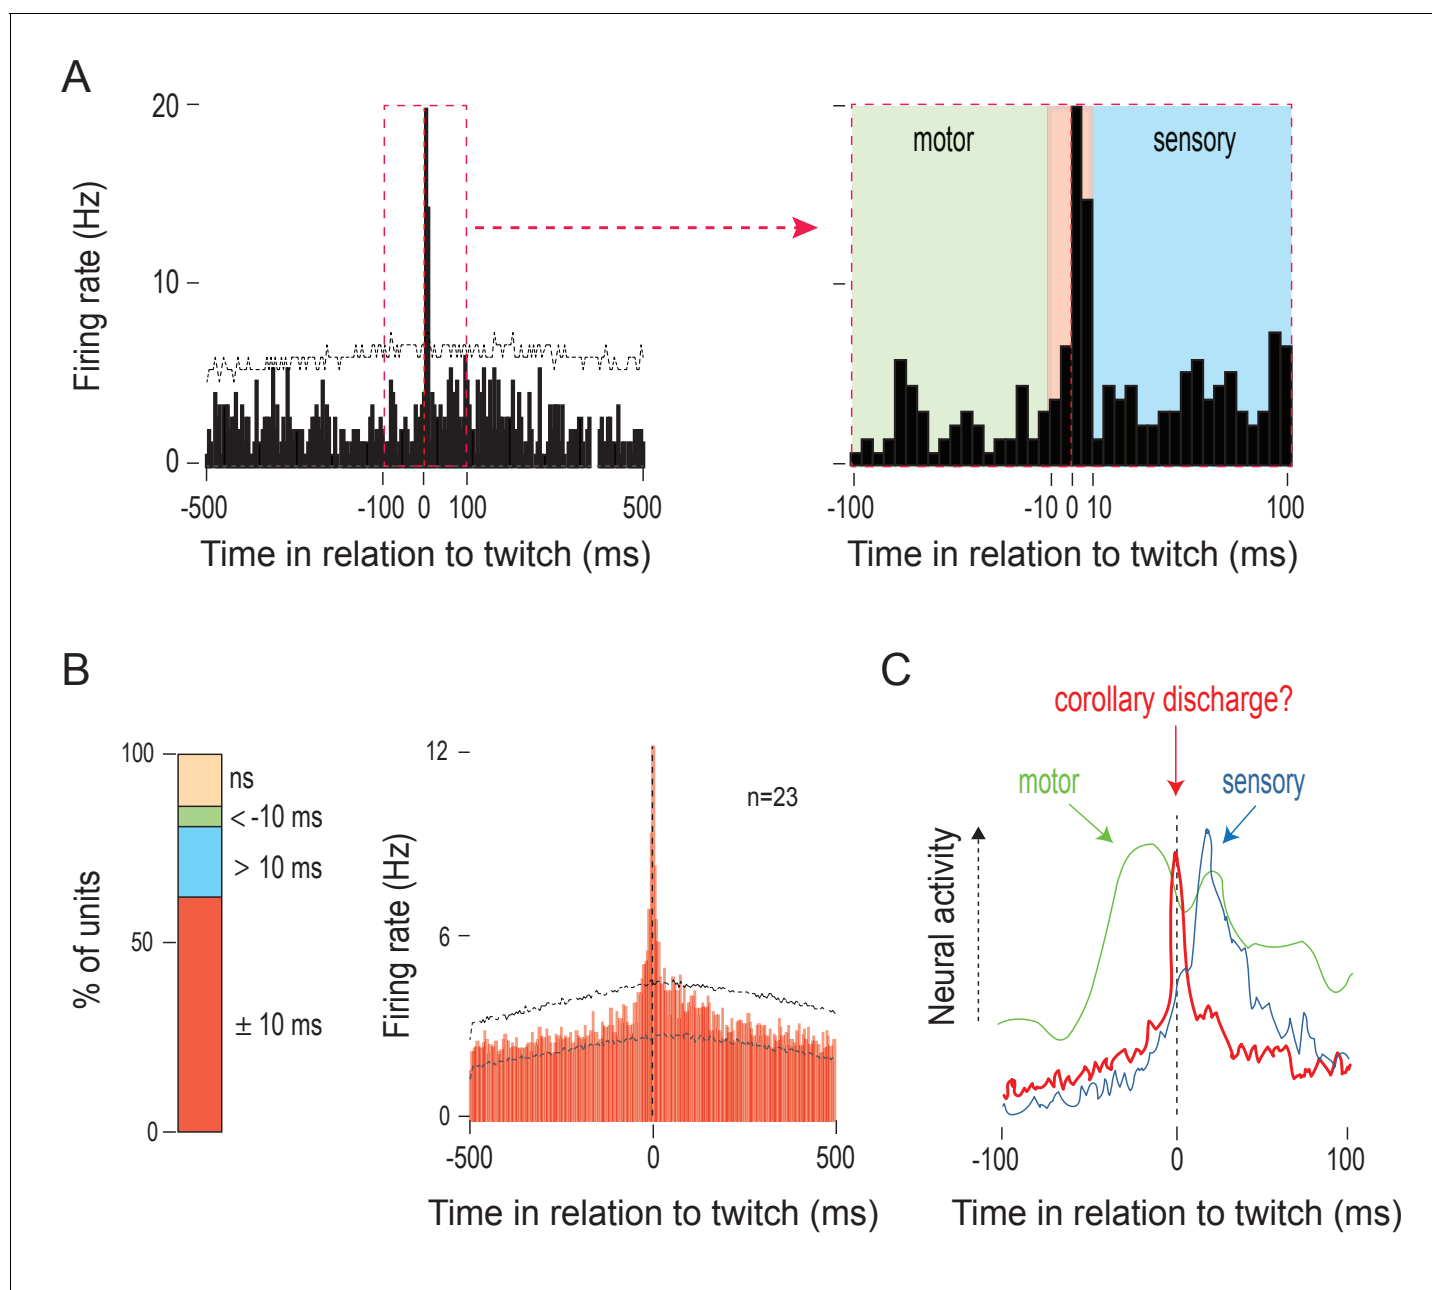 A
20
10
0
Firing rate (Hz)
-500
-100
0
100
500
Time in relation to twitch (ms)
motor
sensory
-100
-10
0
10
100
Time in relation to twitch (ms)
B
100
50
0
% of units
ns
< -10 ms
> 10 ms
± 10 ms
12
6
0
Firing rate (Hz)
n=23
-500
0
500
Time in relation to twitch (ms)
C
corollary discharge?
motor
sensory
Neural activity
-100
0
100
Time in relation to twitch (ms)